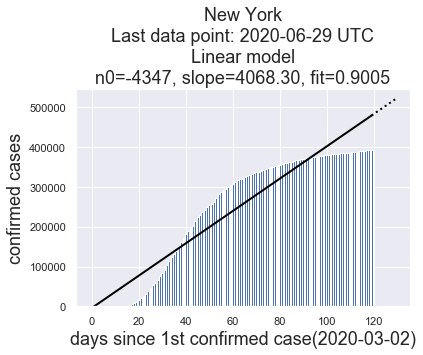 New York
Last data point: 2020-06-29 UTC
Linear model
n0=-4347, slope=4068.30, fit=0.9005
500000
400000
300000
200000
100000
0
confirmed cases
0 20 40 60 80 100 120
days since 1st confirmed case(2020-03-02)